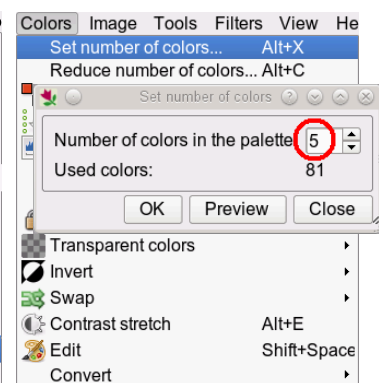 Colors Image Tools Filters View He
Set number of colors... Alt+X
Reduce number of colors... Alt+C
Set number of colors
Number of colors in the palette 5
Used colors: 81
OK Preview Close
Transparent colors
Invert
Swap
Contrast stretch Alt+E
Edit Shift+Space
Convert